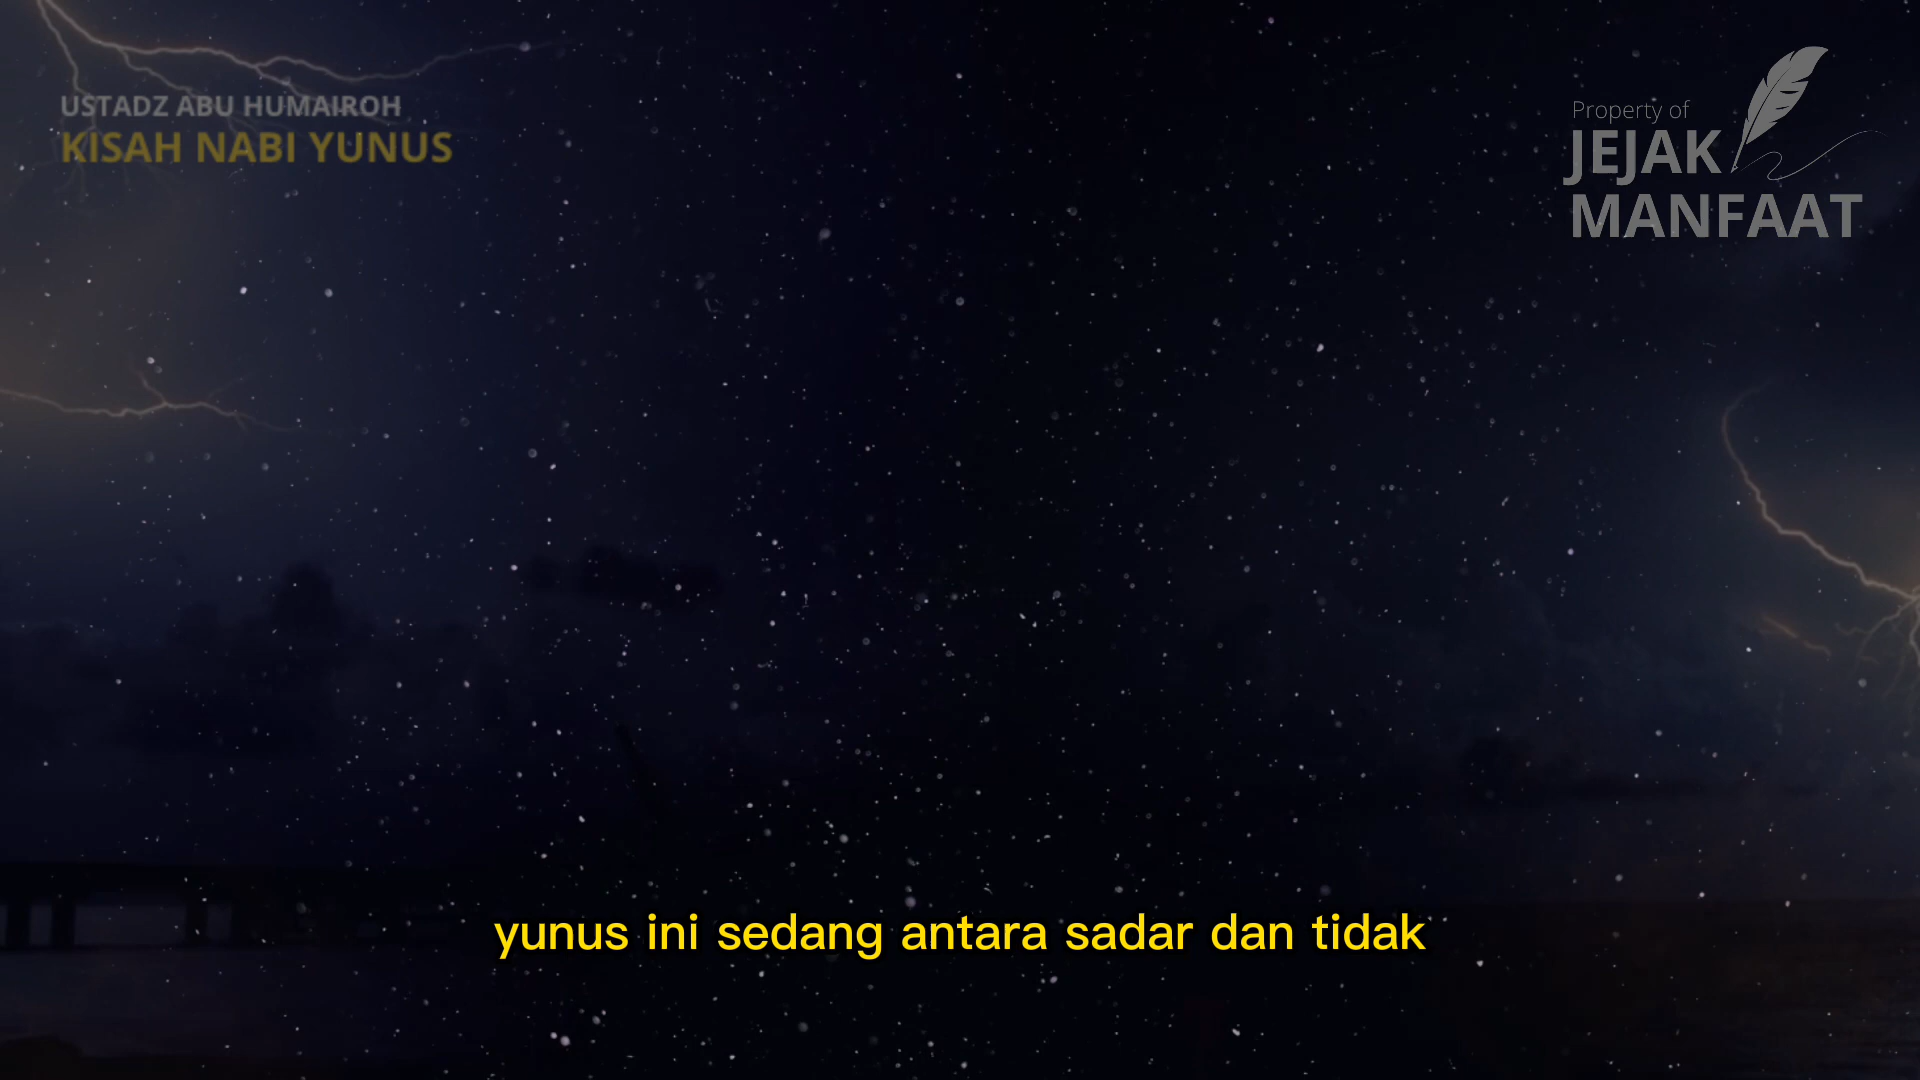 USTADZ ABU HUMAIROH
KISAH NABI YUNUS
Property of
JEJAK
MANFAAT
yunus ini sedang antara sadar dan tidak